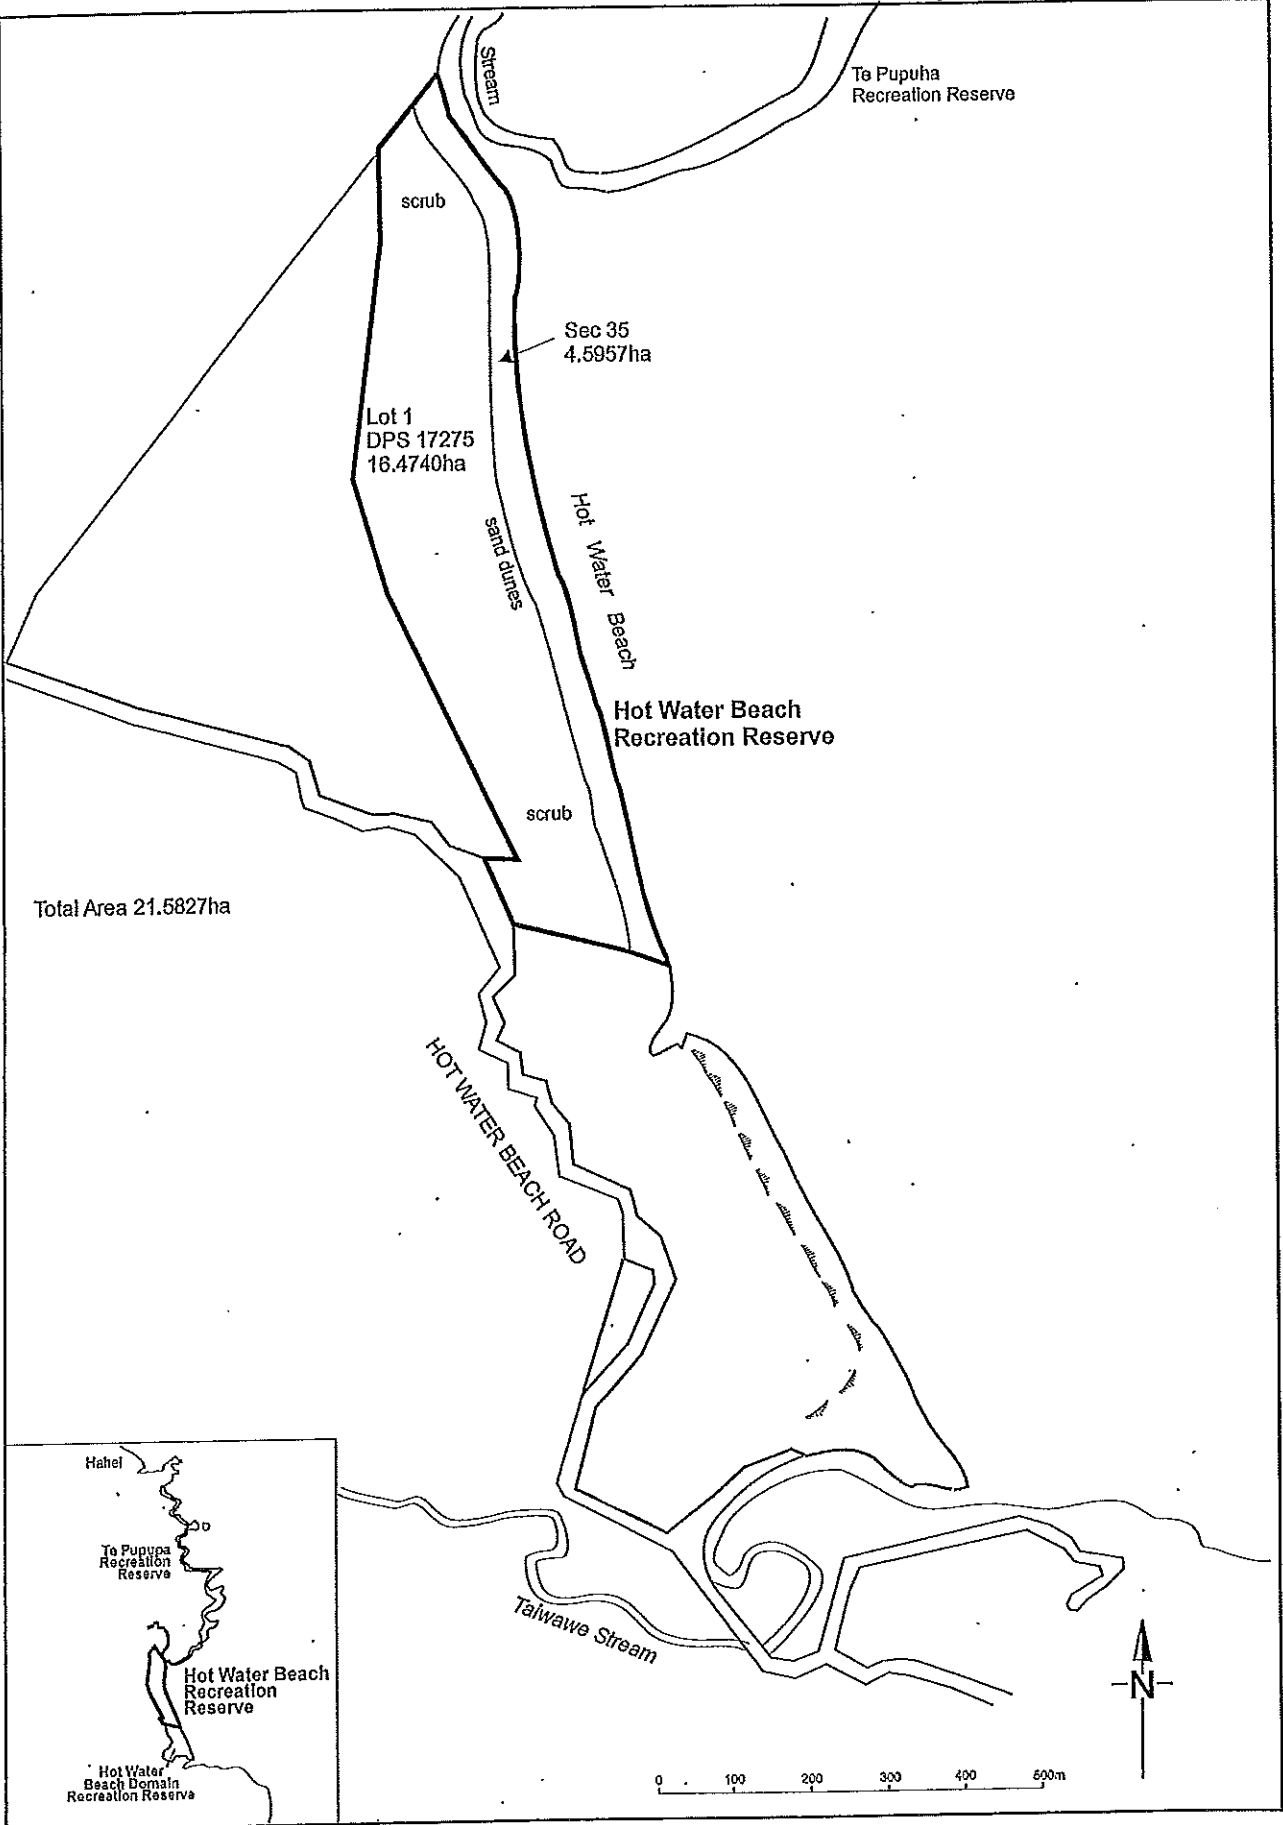 Stream
Te Pupuha
Recreation Reserve
scrub
Sec 35
4.5957ha
Lot 1
DPS 17275
16.4740ha
sand dunes
Hot Water Beach
Hot Water Beach
Recreation Reserve
scrub
Total Area 21.5827ha
HOT WATER BEACH ROAD
Taiwawe Stream
Hahei
Te Pupupa
Recreation
Reserve
Hot Water Beach
Recreation
Reserve
Hot Water
Beach Domain
Recreation Reserve
N
0 100 200 300 400 500m